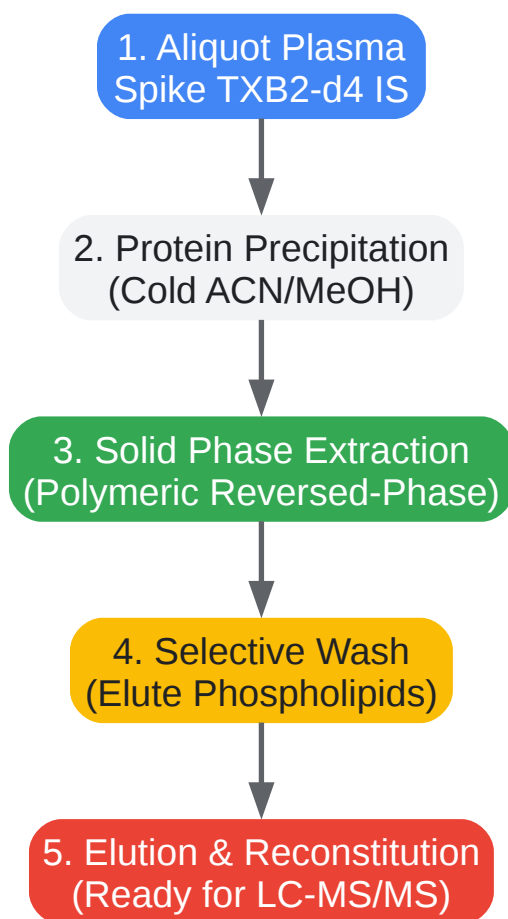 1. Aliquot Plasma
Spike TXB2-d4 IS
2. Protein Precipitation
(Cold ACN/MeOH)
3. Solid Phase Extraction
(Polymeric Reversed-Phase)
4. Selective Wash
(Elute Phospholipids)
5. Elution & Reconstitution
(Ready for LC-MS/MS)